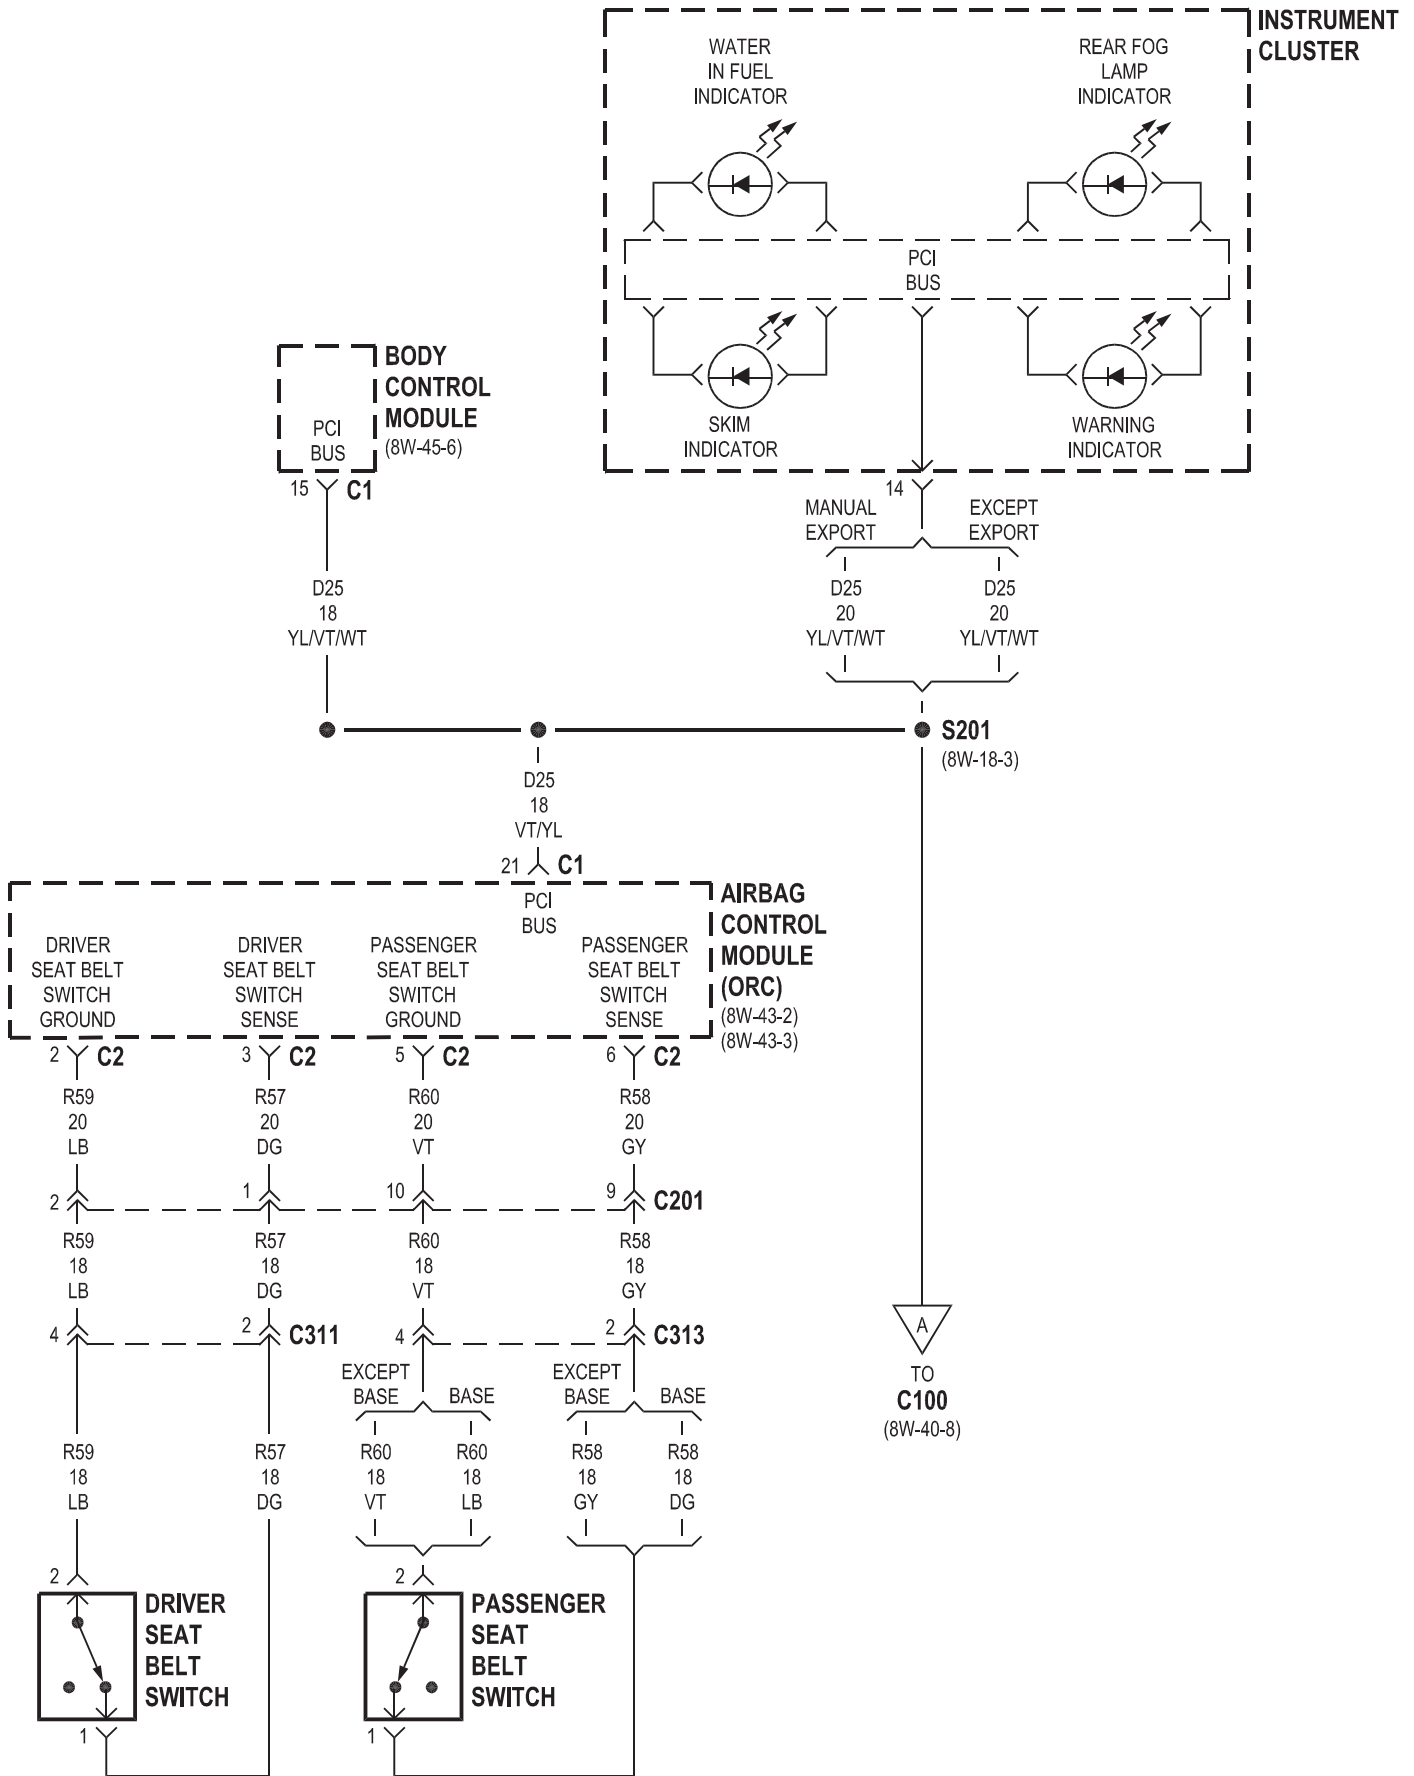 INSTRUMENT
CLUSTER
WATER
IN FUEL
INDICATOR
REAR FOG
LAMP
INDICATOR
PCI
BUS
SKIM
INDICATOR
WARNING
INDICATOR
BODY
CONTROL
MODULE
(8W-45-6)
PCI
BUS
15
C1
14
MANUAL
EXPORT
EXCEPT
EXPORT
D25
18
YL/VT/WT
D25
20
YL/VT/WT
D25
20
YL/VT/WT
S201
(8W-18-3)
D25
18
VT/YL
21
C1
PCI
BUS
AIRBAG
CONTROL
MODULE
(ORC)
(8W-43-2)
(8W-43-3)
DRIVER
SEAT BELT
SWITCH
GROUND
DRIVER
SEAT BELT
SWITCH
SENSE
PASSENGER
SEAT BELT
SWITCH
GROUND
PASSENGER
SEAT BELT
SWITCH
SENSE
2
C2
3
C2
5
C2
6
C2
R59
20
LB
R57
20
DG
R60
20
VT
R58
20
GY
2
1
10
9
C201
R59
18
LB
R57
18
DG
R60
18
VT
R58
18
GY
4
2
C311
4
2
C313
A
TO
C100
(8W-40-8)
EXCEPT
BASE
BASE
EXCEPT
BASE
BASE
R59
18
LB
R57
18
DG
R60
18
VT
R60
18
LB
R58
18
GY
R58
18
DG
2
DRIVER
SEAT
BELT
SWITCH
1
2
PASSENGER
SEAT
BELT
SWITCH
1